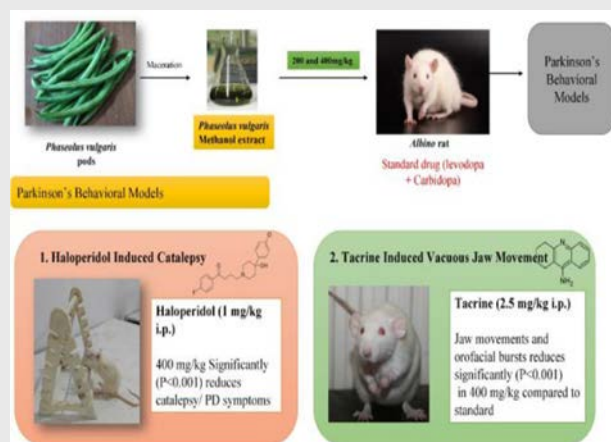 Maceration
200 and 400mg/kg
Phaseolus vulgaris
pods
Phaseolus vulgaris
Methanol extract
Albino rat
Standard drug (levodopa
+ Carbidopa)
Parkinson's
Behavioral
Models
Parkinson's Behavioral Models
1. Haloperidol Induced Catalepsy
Haloperidol (1 mg/kg
i.p.)
400 mg/kg Significantly
(P<0.001) reduces
catalepsy/ PD symptoms
2. Tacrine Induced Vacuous Jaw Movement
N
NH2
Tacrine (2.5 mg/kg i.p.)
Jaw movements and
orofacial bursts reduces
significantly (P<0.001)
in 400 mg/kg compared to
standard